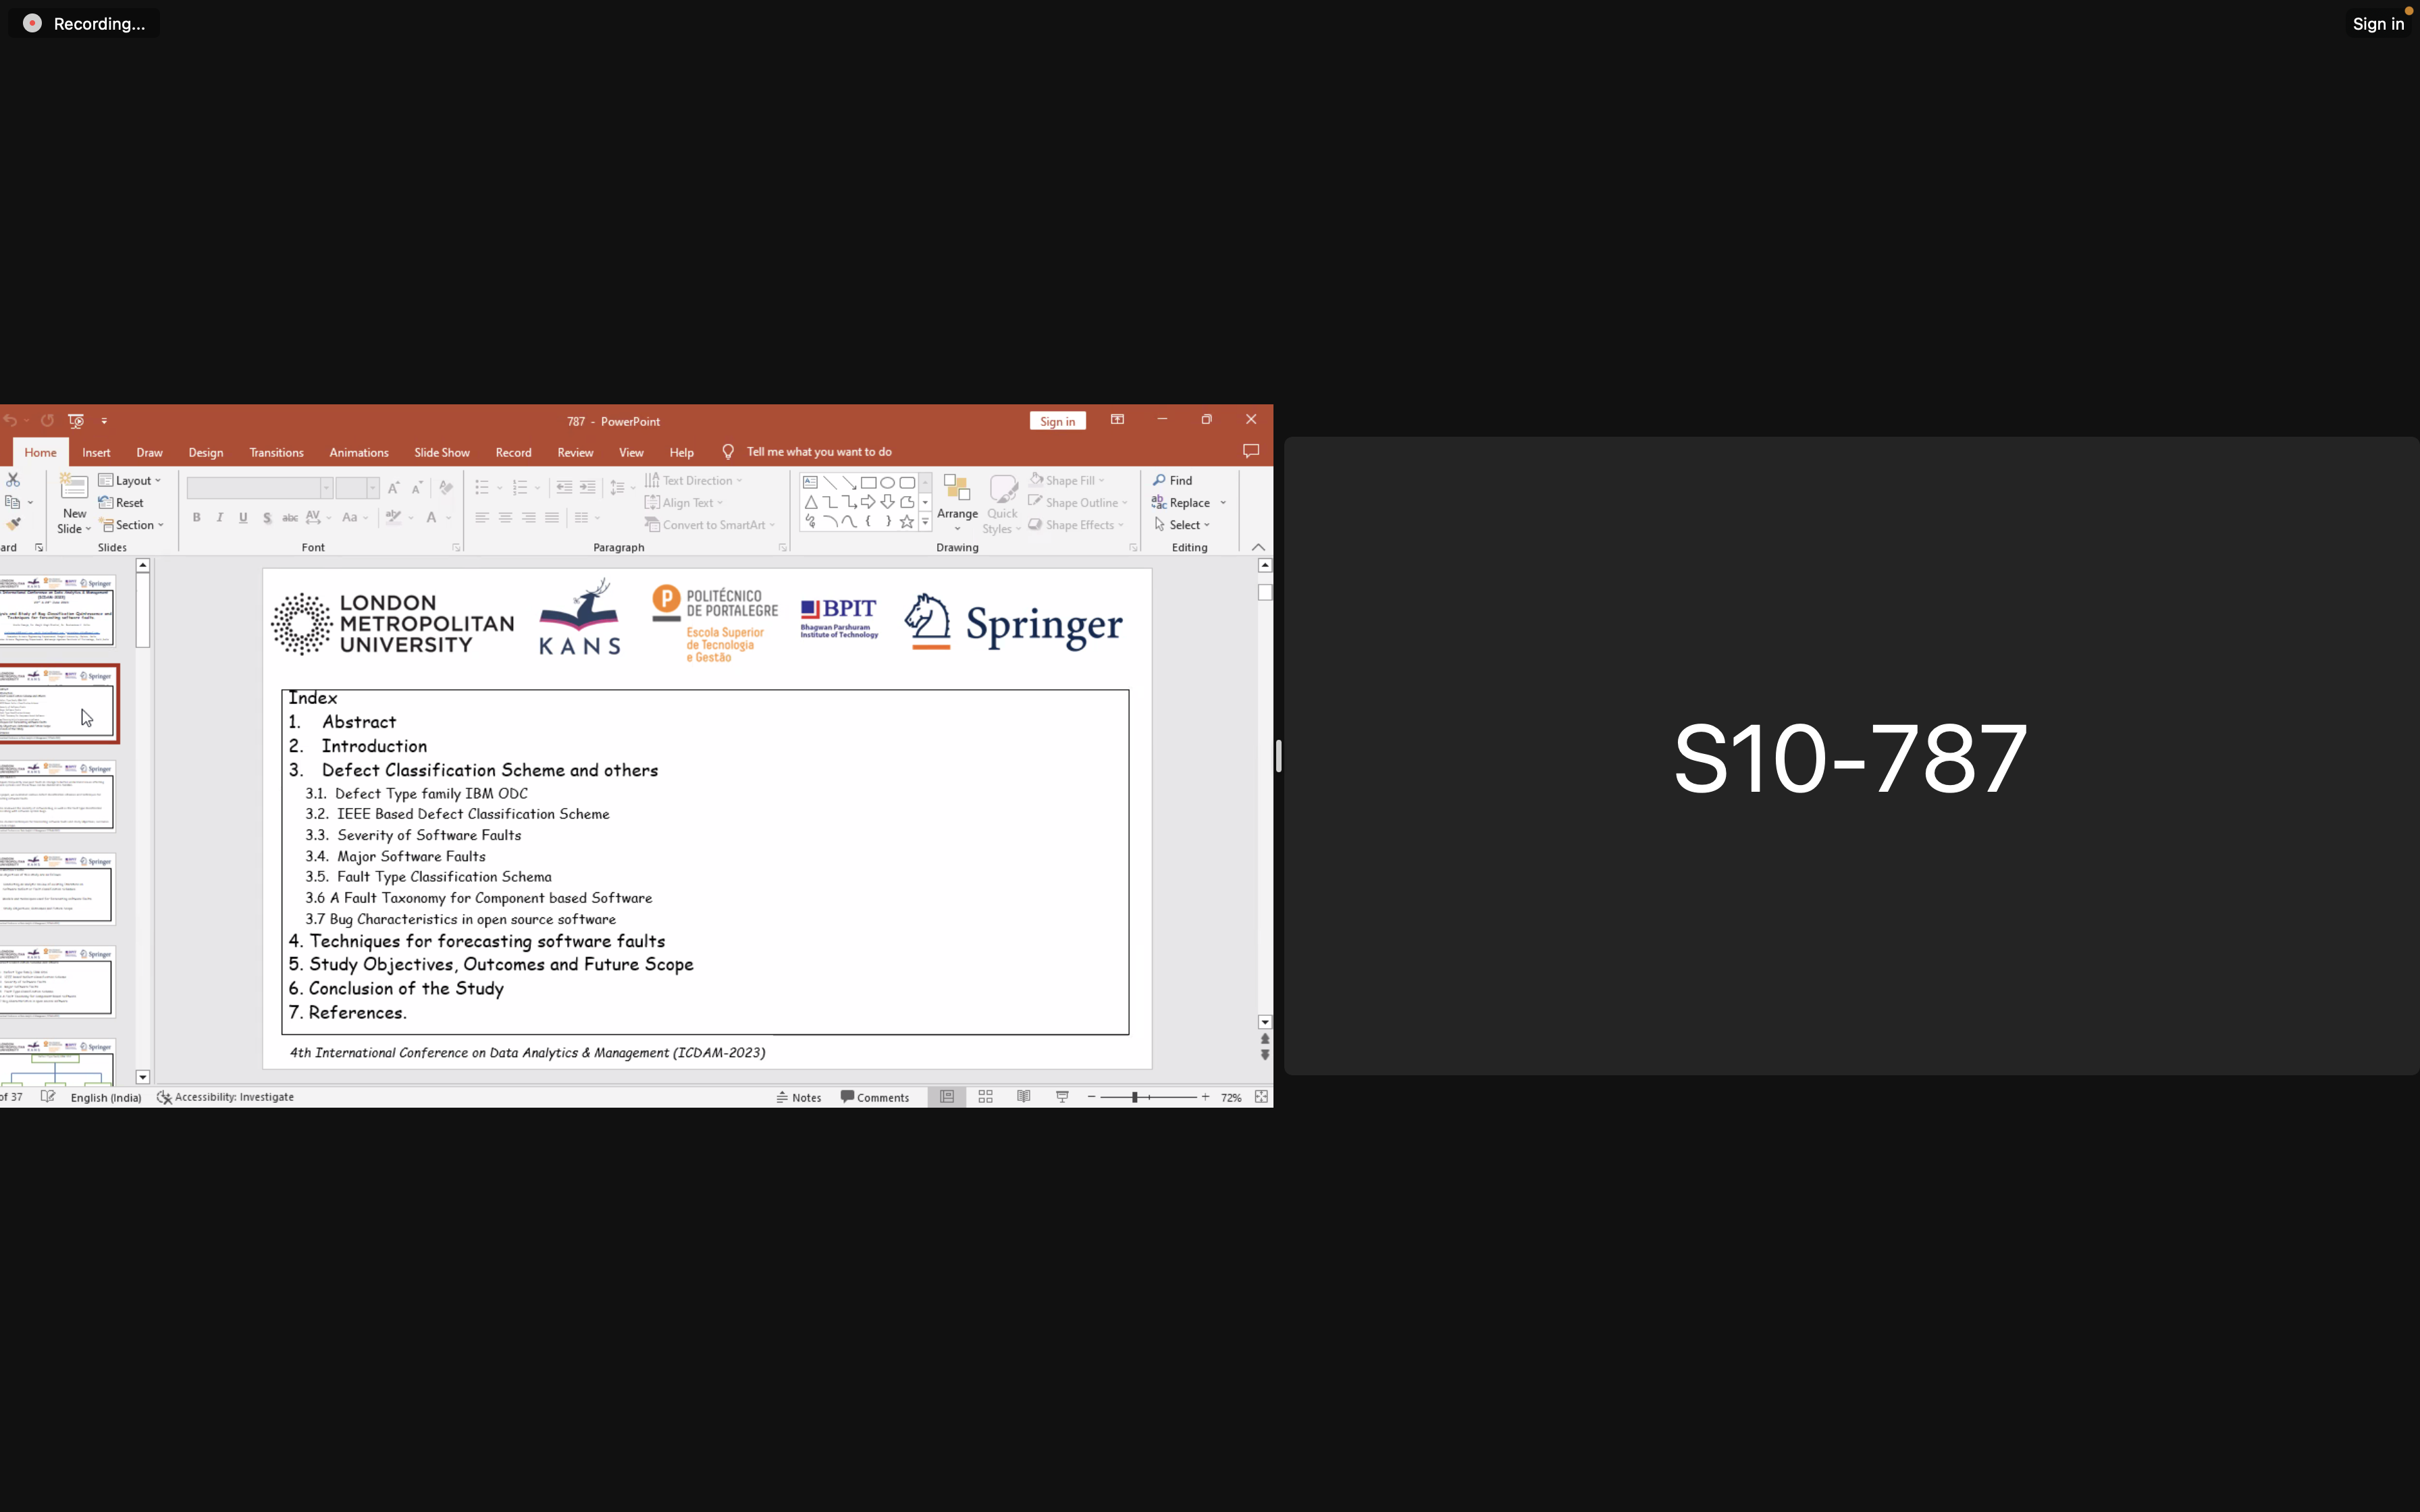 Recording...
Sign in
787 - PowerPoint
Sign in
Home Insert Draw Design Transitions Animations Slide Show Record Review View Help Tell me what you want to do
New
Slide
Layout
Reset
Section
B I U S abc AV Aa A
Text Direction
Align Text
Convert to SmartArt
Arrange
Quick
Styles
Shape Fill
Shape Outline
Shape Effects
Find
Replace
Select
ard Slides Font Paragraph Drawing Editing
LONDON
METROPOLITAN
UNIVERSITY
KANS
POLITÉCNICO
DE PORTALEGRE
Escola Superior
de Tecnologia
e Gestão
BPIT
Bhagwan Parshuram
Institute of Technology
Springer
Index
1. Abstract
2. Introduction
3. Defect Classification Scheme and others
3.1. Defect Type family IBM ODC
3.2. IEEE Based Defect Classification Scheme
3.3. Severity of Software Faults
3.4. Major Software Faults
3.5. Fault Type Classification Schema
3.6 A Fault Taxonomy for Component based Software
3.7 Bug Characteristics in open source software
4. Techniques for forecasting software faults
5. Study Objectives, Outcomes and Future Scope
6. Conclusion of the Study
7. References.
4th International Conference on Data Analytics & Management (ICDAM-2023)
of 37 English (India) Accessibility: Investigate Notes Comments 72%
S10-787